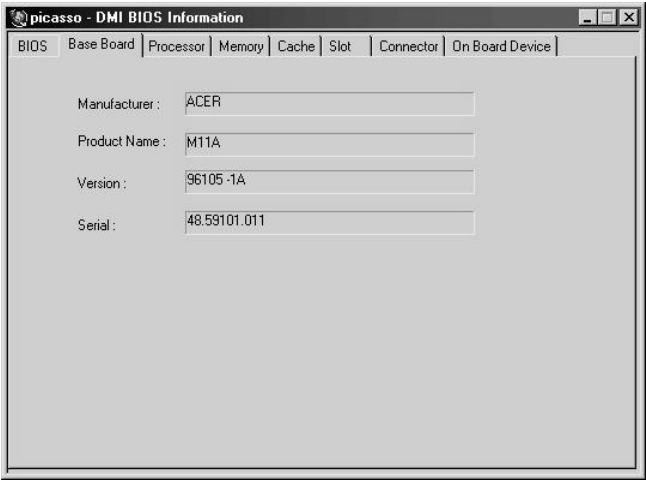 picasso - DMI BIOS Information
BIOS Base Board Processor Memory Cache Slot Connector On Board Device
Manufacturer : ACER
Product Name : M11A
Version : 96105 -1A
Serial : 48.59101.011